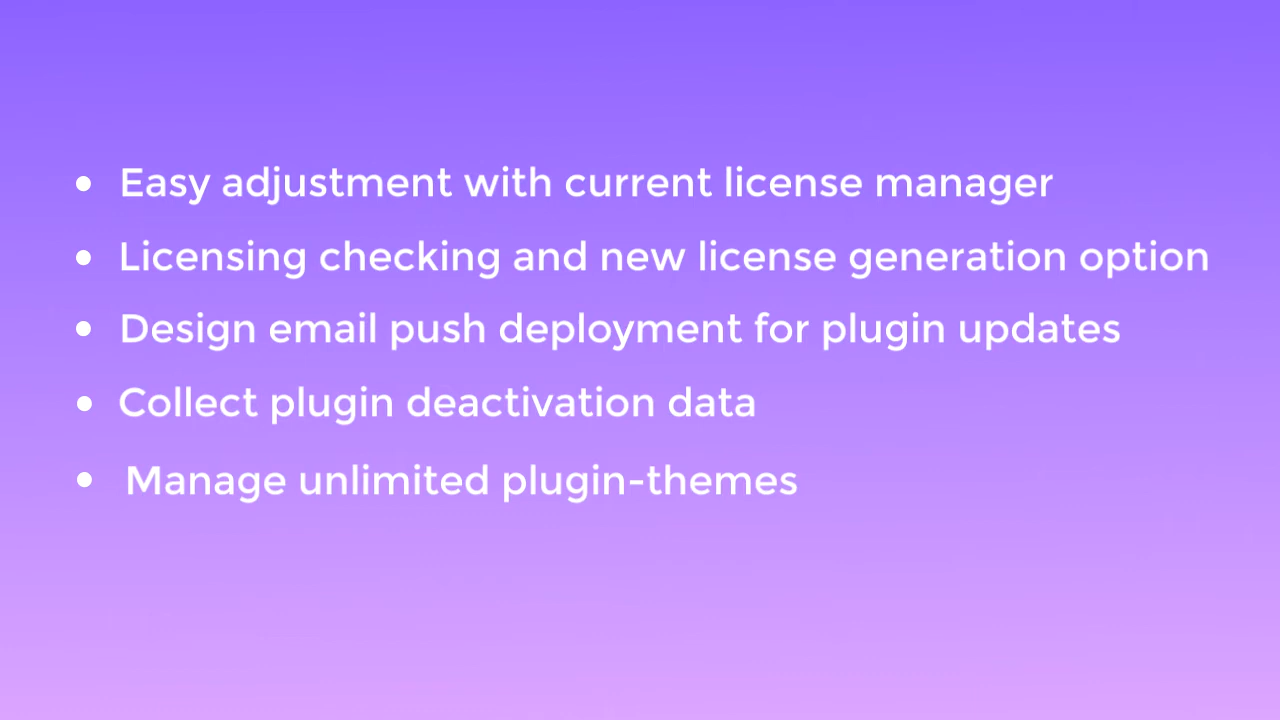 • Easy adjustment with current license manager
• Licensing checking and new license generation option
• Design email push deployment for plugin updates
• Collect plugin deactivation data
• Manage unlimited plugin-themes